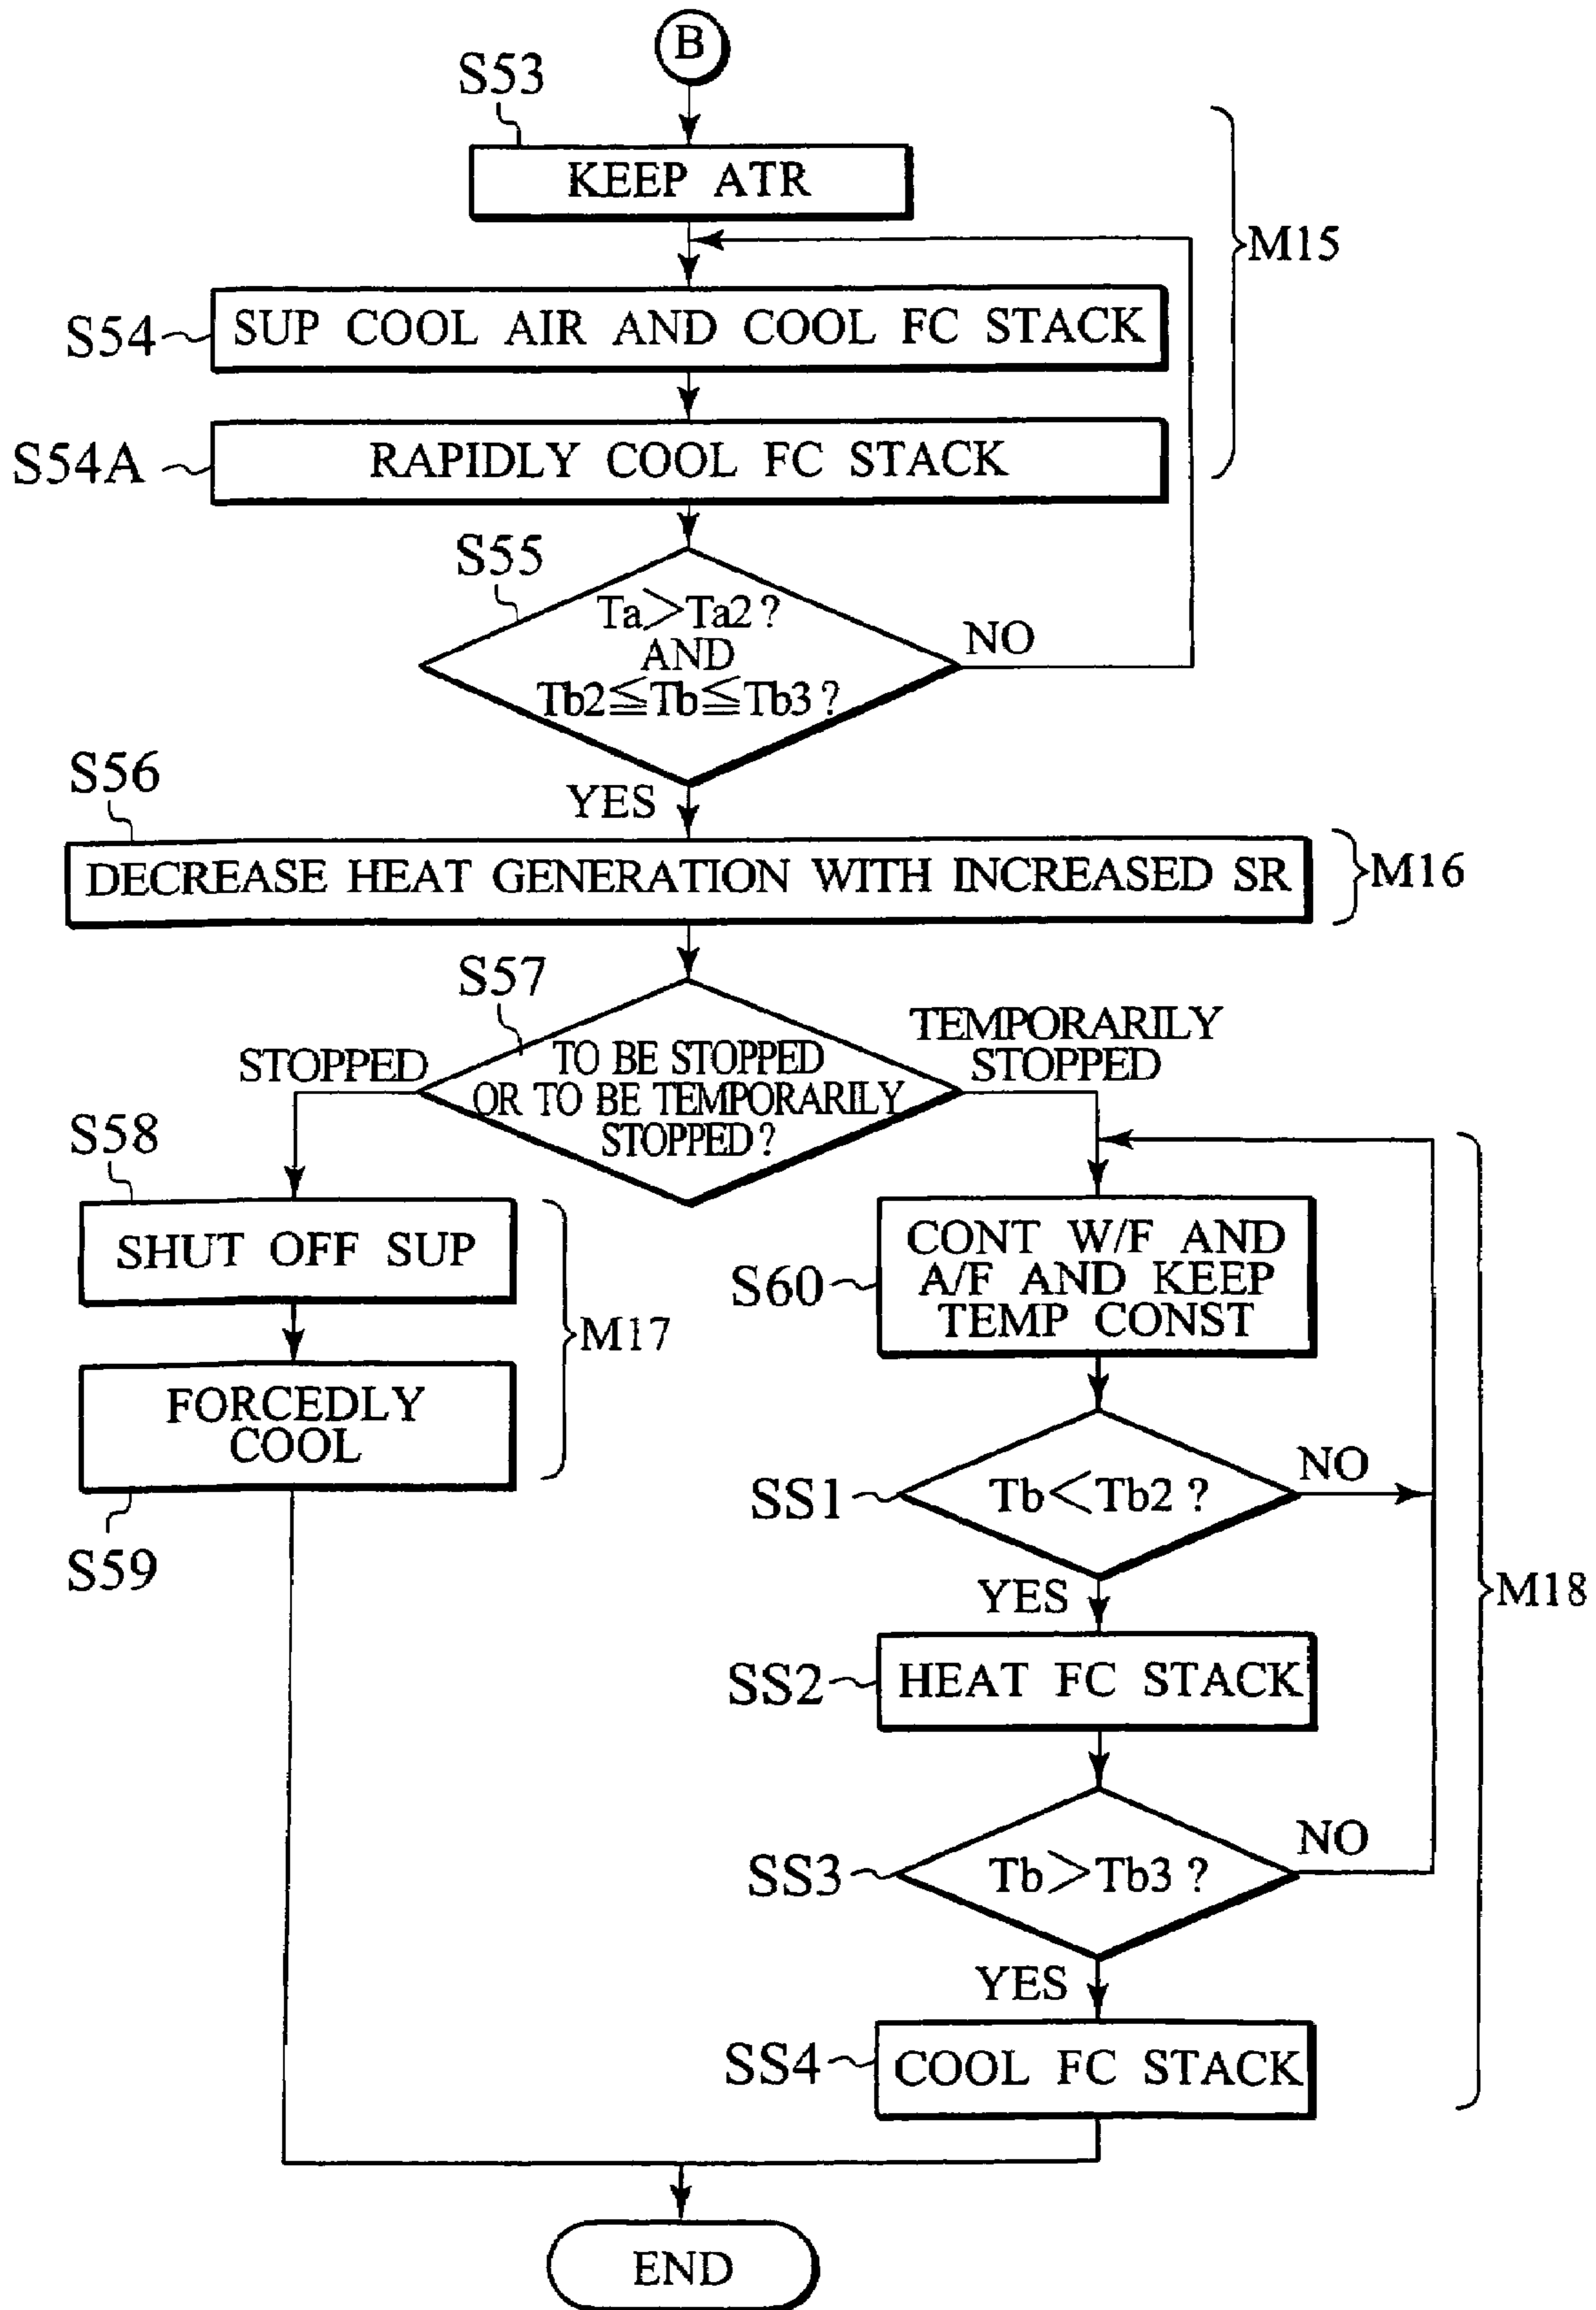 B
S53
KEEP ATR
M15
S54
SUP COOL AIR AND COOL FC STACK
S54A
RAPIDLY COOL FC STACK
S55
Ta>Ta2?
AND
Tb2≦Tb≦Tb3?
NO
YES
S56
DECREASE HEAT GENERATION WITH INCREASED SR
M16
S57
STOPPED
TO BE STOPPED
OR TO BE TEMPORARILY
STOPPED?
TEMPORARILY
STOPPED
S58
SHUT OFF SUP
M17
FORCEDLY
COOL
S59
S60
CONT W/F AND
A/F AND KEEP
TEMP CONST
SS1
Tb<Tb2?
NO
YES
M18
SS2
HEAT FC STACK
SS3
Tb>Tb3?
NO
YES
SS4
COOL FC STACK
END